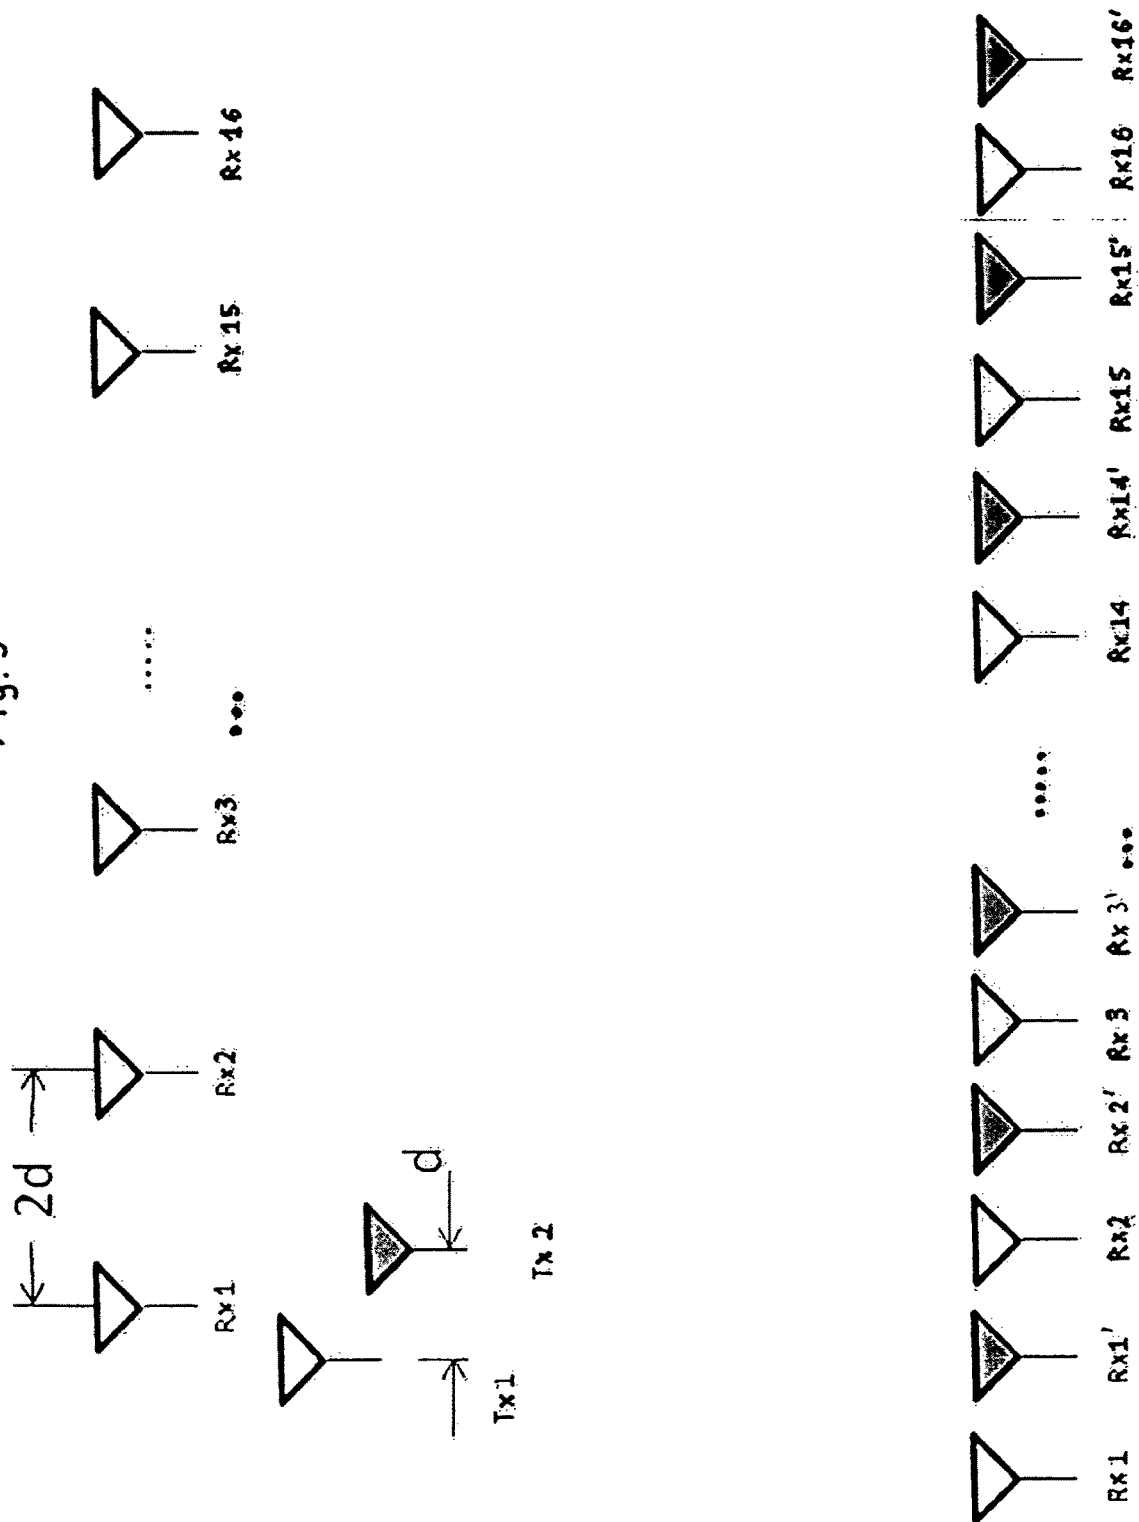 2d
Rx1
Rx2
Rx3
.....
...
Rx15
Rx16
Tx1
d
Tx2
Rx1
Rx1'
Rx2
Rx2'
Rx3
Rx3'
.....
...
Rx14
Rx14'
Rx15
Rx15'
Rx16
Rx16'